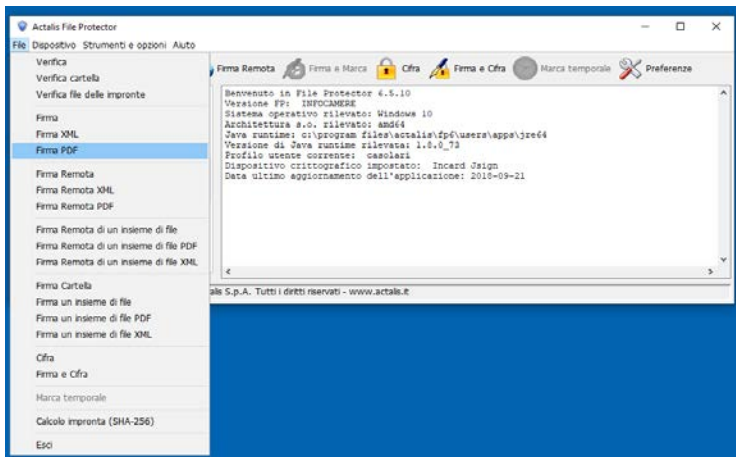 Actalis File Protector
File Dispositivo Strumenti e opzioni Aiuto
Verifica
Verifica cartella
Verifica file delle impronte
Firma
Firma XML
Firma PDF
Firma Remota
Firma Remota XML
Firma Remota PDF
Firma Remota di un insieme di file
Firma Remota di un insieme di file PDF
Firma Remota di un insieme di file XML
Firma Cartella
Firma un insieme di file
Firma un insieme di file PDF
Firma un insieme di file XML
Cifra
Firma e Cifra
Marca temporale
Calcolo impronta (SHA-256)
Esci
Firma Remota Firma e Marca Cifra Firma e Cifra Marca temporale Preferenze
Benvenuto in File Protector 6.5.10
Versione FP: INFOCAMERE
Sistema operativo rilevato: Windows 10
Architettura s.o. rilevato: amd64
Java runtime: c:\program files\actalis\fp6\users\apps\jre64
Versione di Java runtime rilevata: 1.8.0_73
Profilo utente corrente: casolari
Dispositivo crittografico impostato: Incard Jsign
Data ultimo aggiornamento dell'applicazione: 2018-09-21
alis S.p.A. Tutti i diritti riservati - www.actalis.it